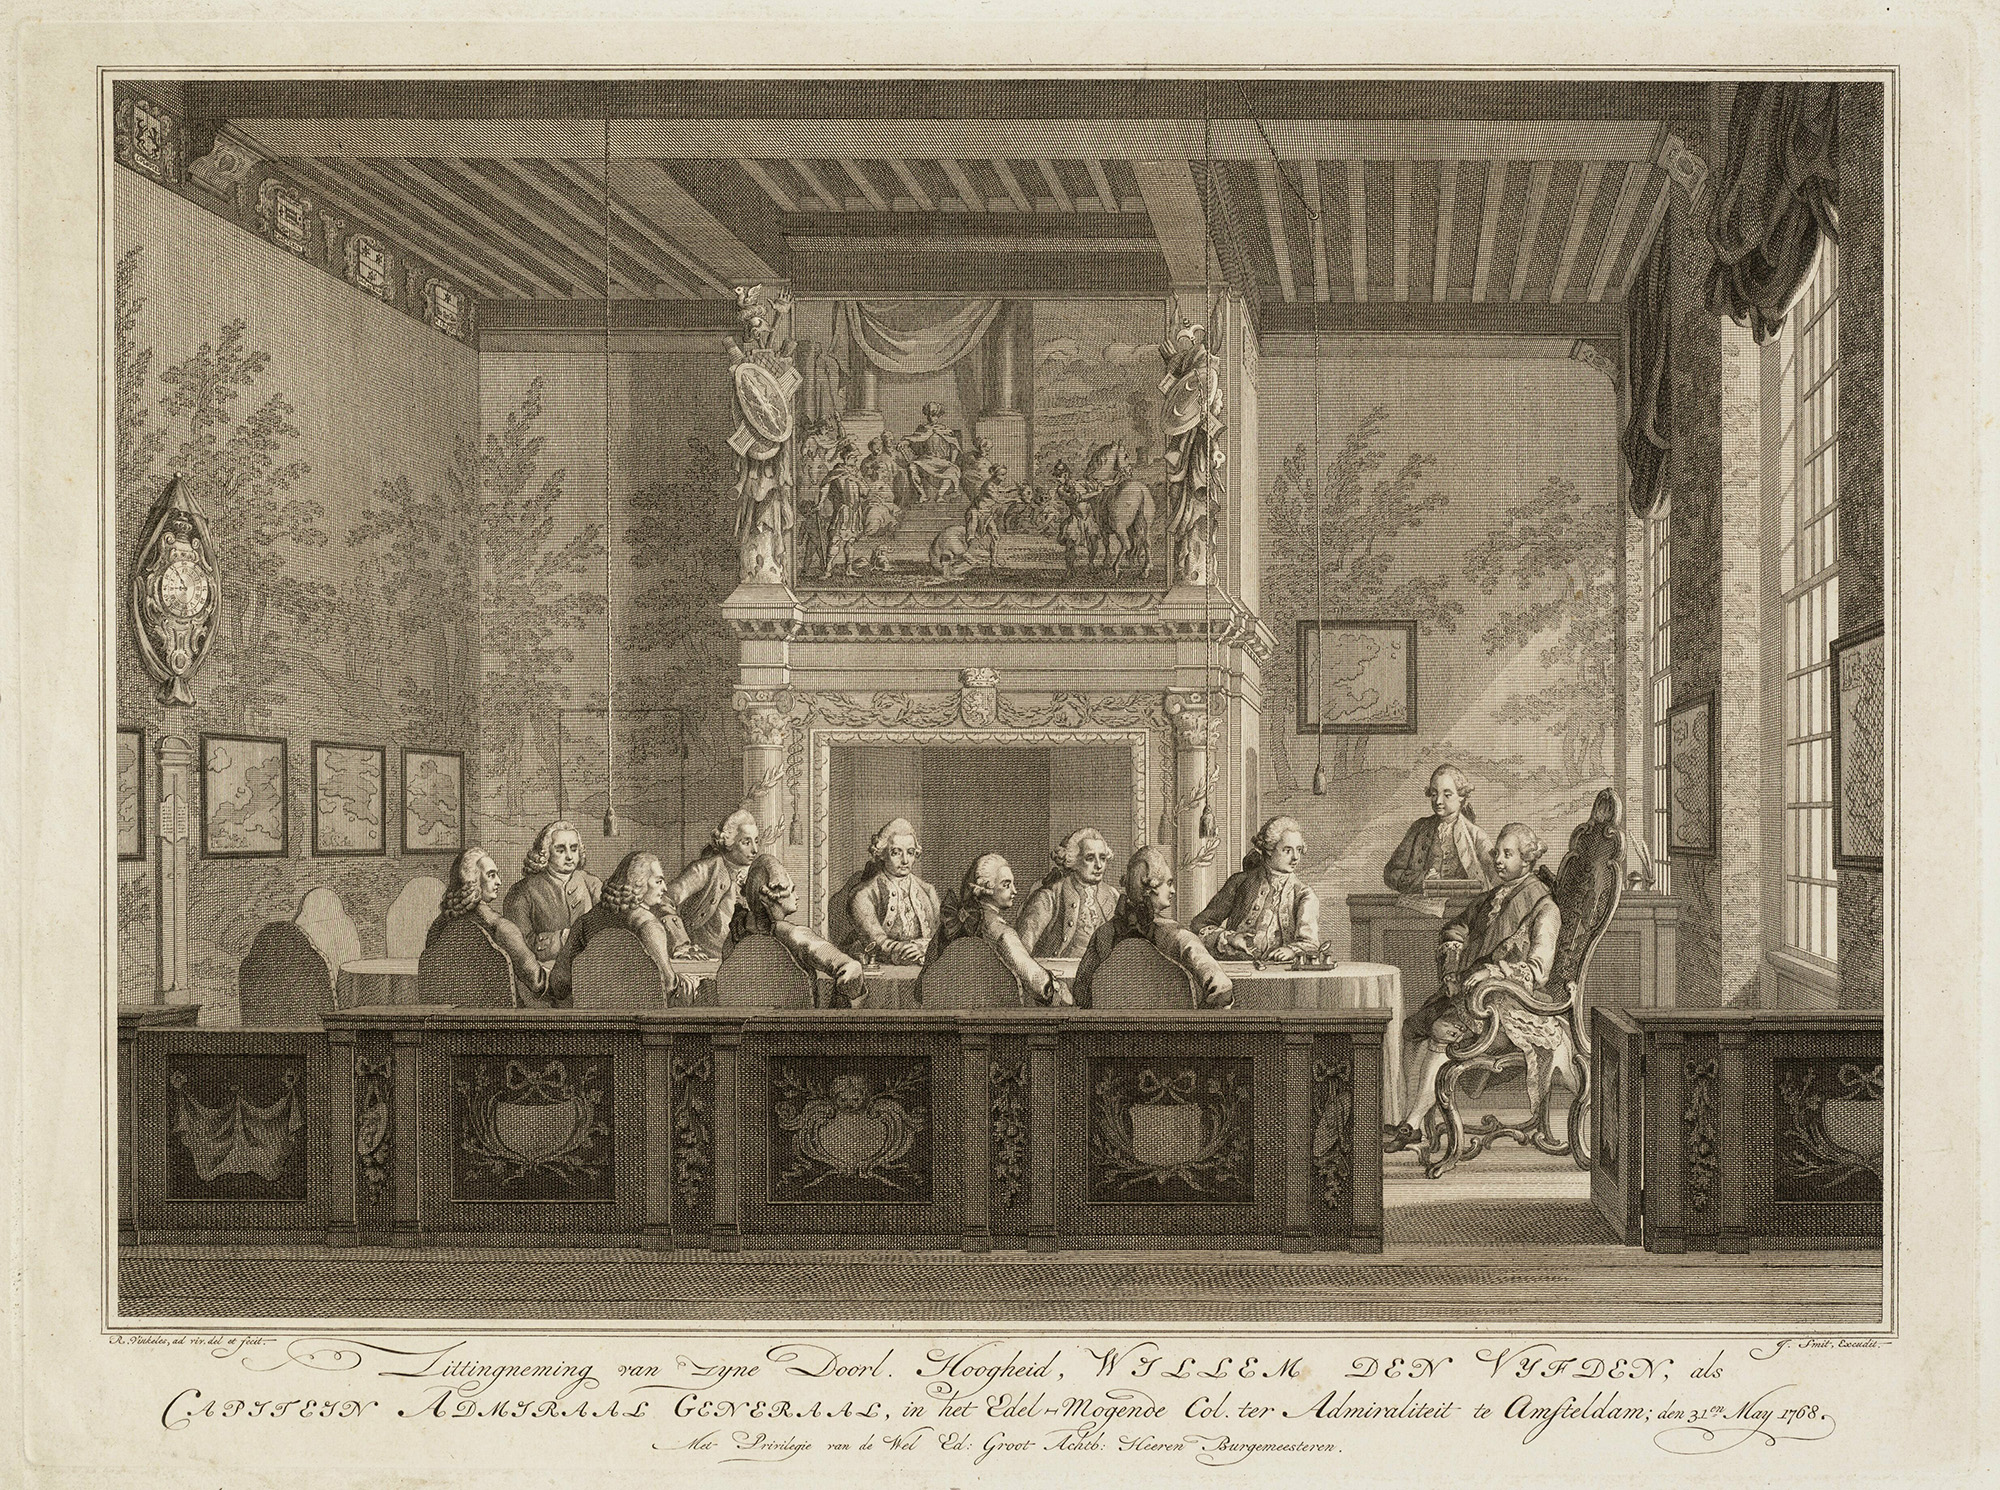 R. Vinkeles, ad viv. del et fecit.
J. Smit, Excudit.
Zittingneming van Zyne Doorl. Hoogheid, WILLEM DEN VYFDEN, als
CAPITEIN ADMIRAAL GENERAAL, in het Edel-Mogende Col. ter Admiraliteit te Amsteldam; den 31en May 1768.
Met Privilegie van de Wel Ed: Groot Achtb: Heeren Burgemeesteren.